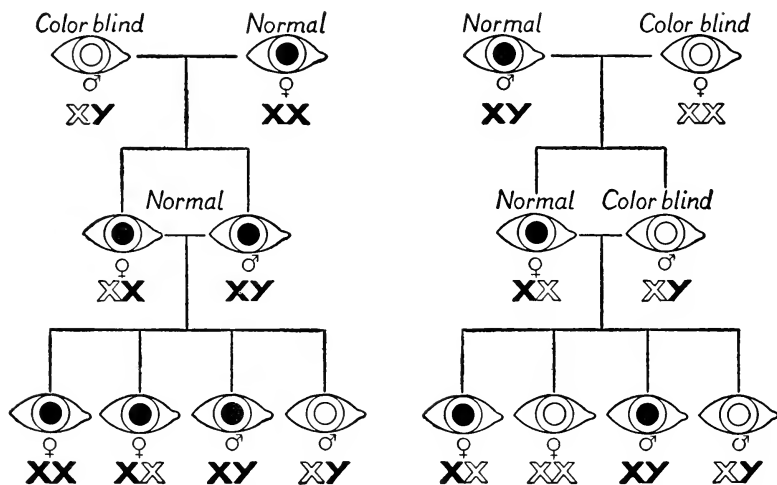 Color blind Normal
♂ ♀
XY XX
Normal
♀ ♂
XX XY
♀ ♀ ♂ ♂
XX XX XY XY
Normal Color blind
♂ ♀
XY XX
Normal Color blind
♀ ♂
XX XY
♀ ♀ ♂ ♂
XX XX XY XY